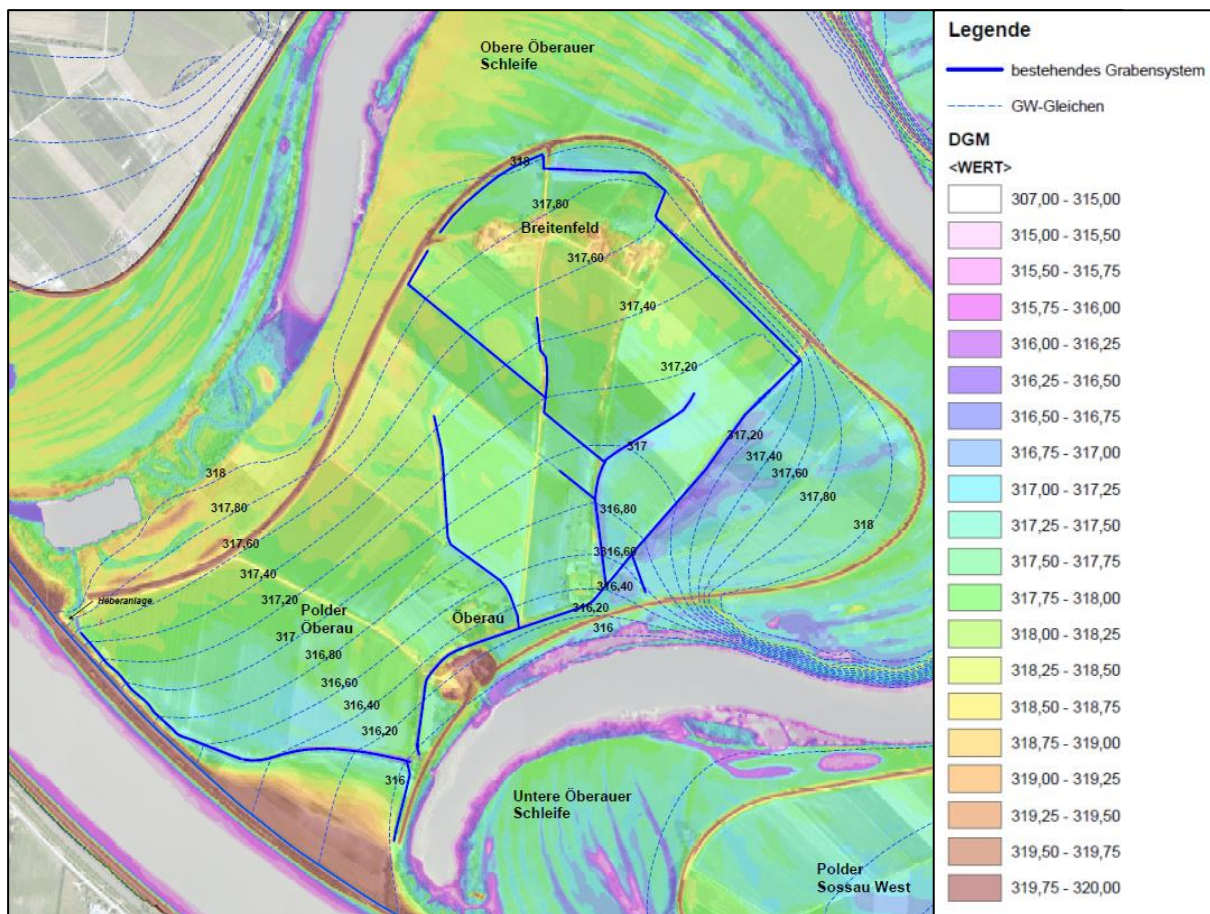 Obere Öberauer
Schleife
318
317,80
Breitenfeld
317,60
317,40
317,20
317
317,20
317,40
317,60
317,80
318
318
317,80
317,60
317,40
317,20
317
316,80
316,60
316,40
316,20
316
316,80
316,60
316,40
316,20
316
Heberanlage
Polder
Öberau
Öberau
Untere Öberauer
Schleife
Polder
Sossau West
Legende
bestehendes Grabensystem
GW-Gleichen
DGM
<WERT>
307,00 - 315,00
315,00 - 315,50
315,50 - 315,75
315,75 - 316,00
316,00 - 316,25
316,25 - 316,50
316,50 - 316,75
316,75 - 317,00
317,00 - 317,25
317,25 - 317,50
317,50 - 317,75
317,75 - 318,00
318,00 - 318,25
318,25 - 318,50
318,50 - 318,75
318,75 - 319,00
319,00 - 319,25
319,25 - 319,50
319,50 - 319,75
319,75 - 320,00